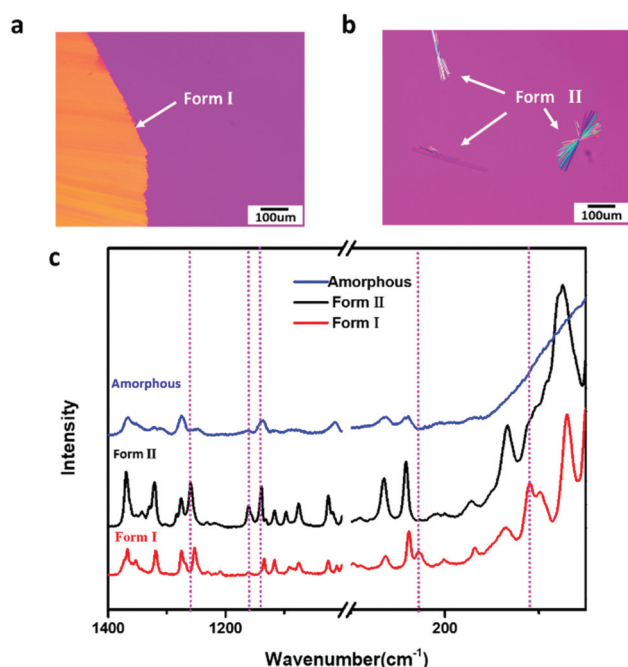 a
b
Form I
Form II
100um
100um
c
Amorphous
Form II
Form I
Amorphous
Form II
Form I
Intensity
1400
1200
200
Wavenumber(cm⁻¹)